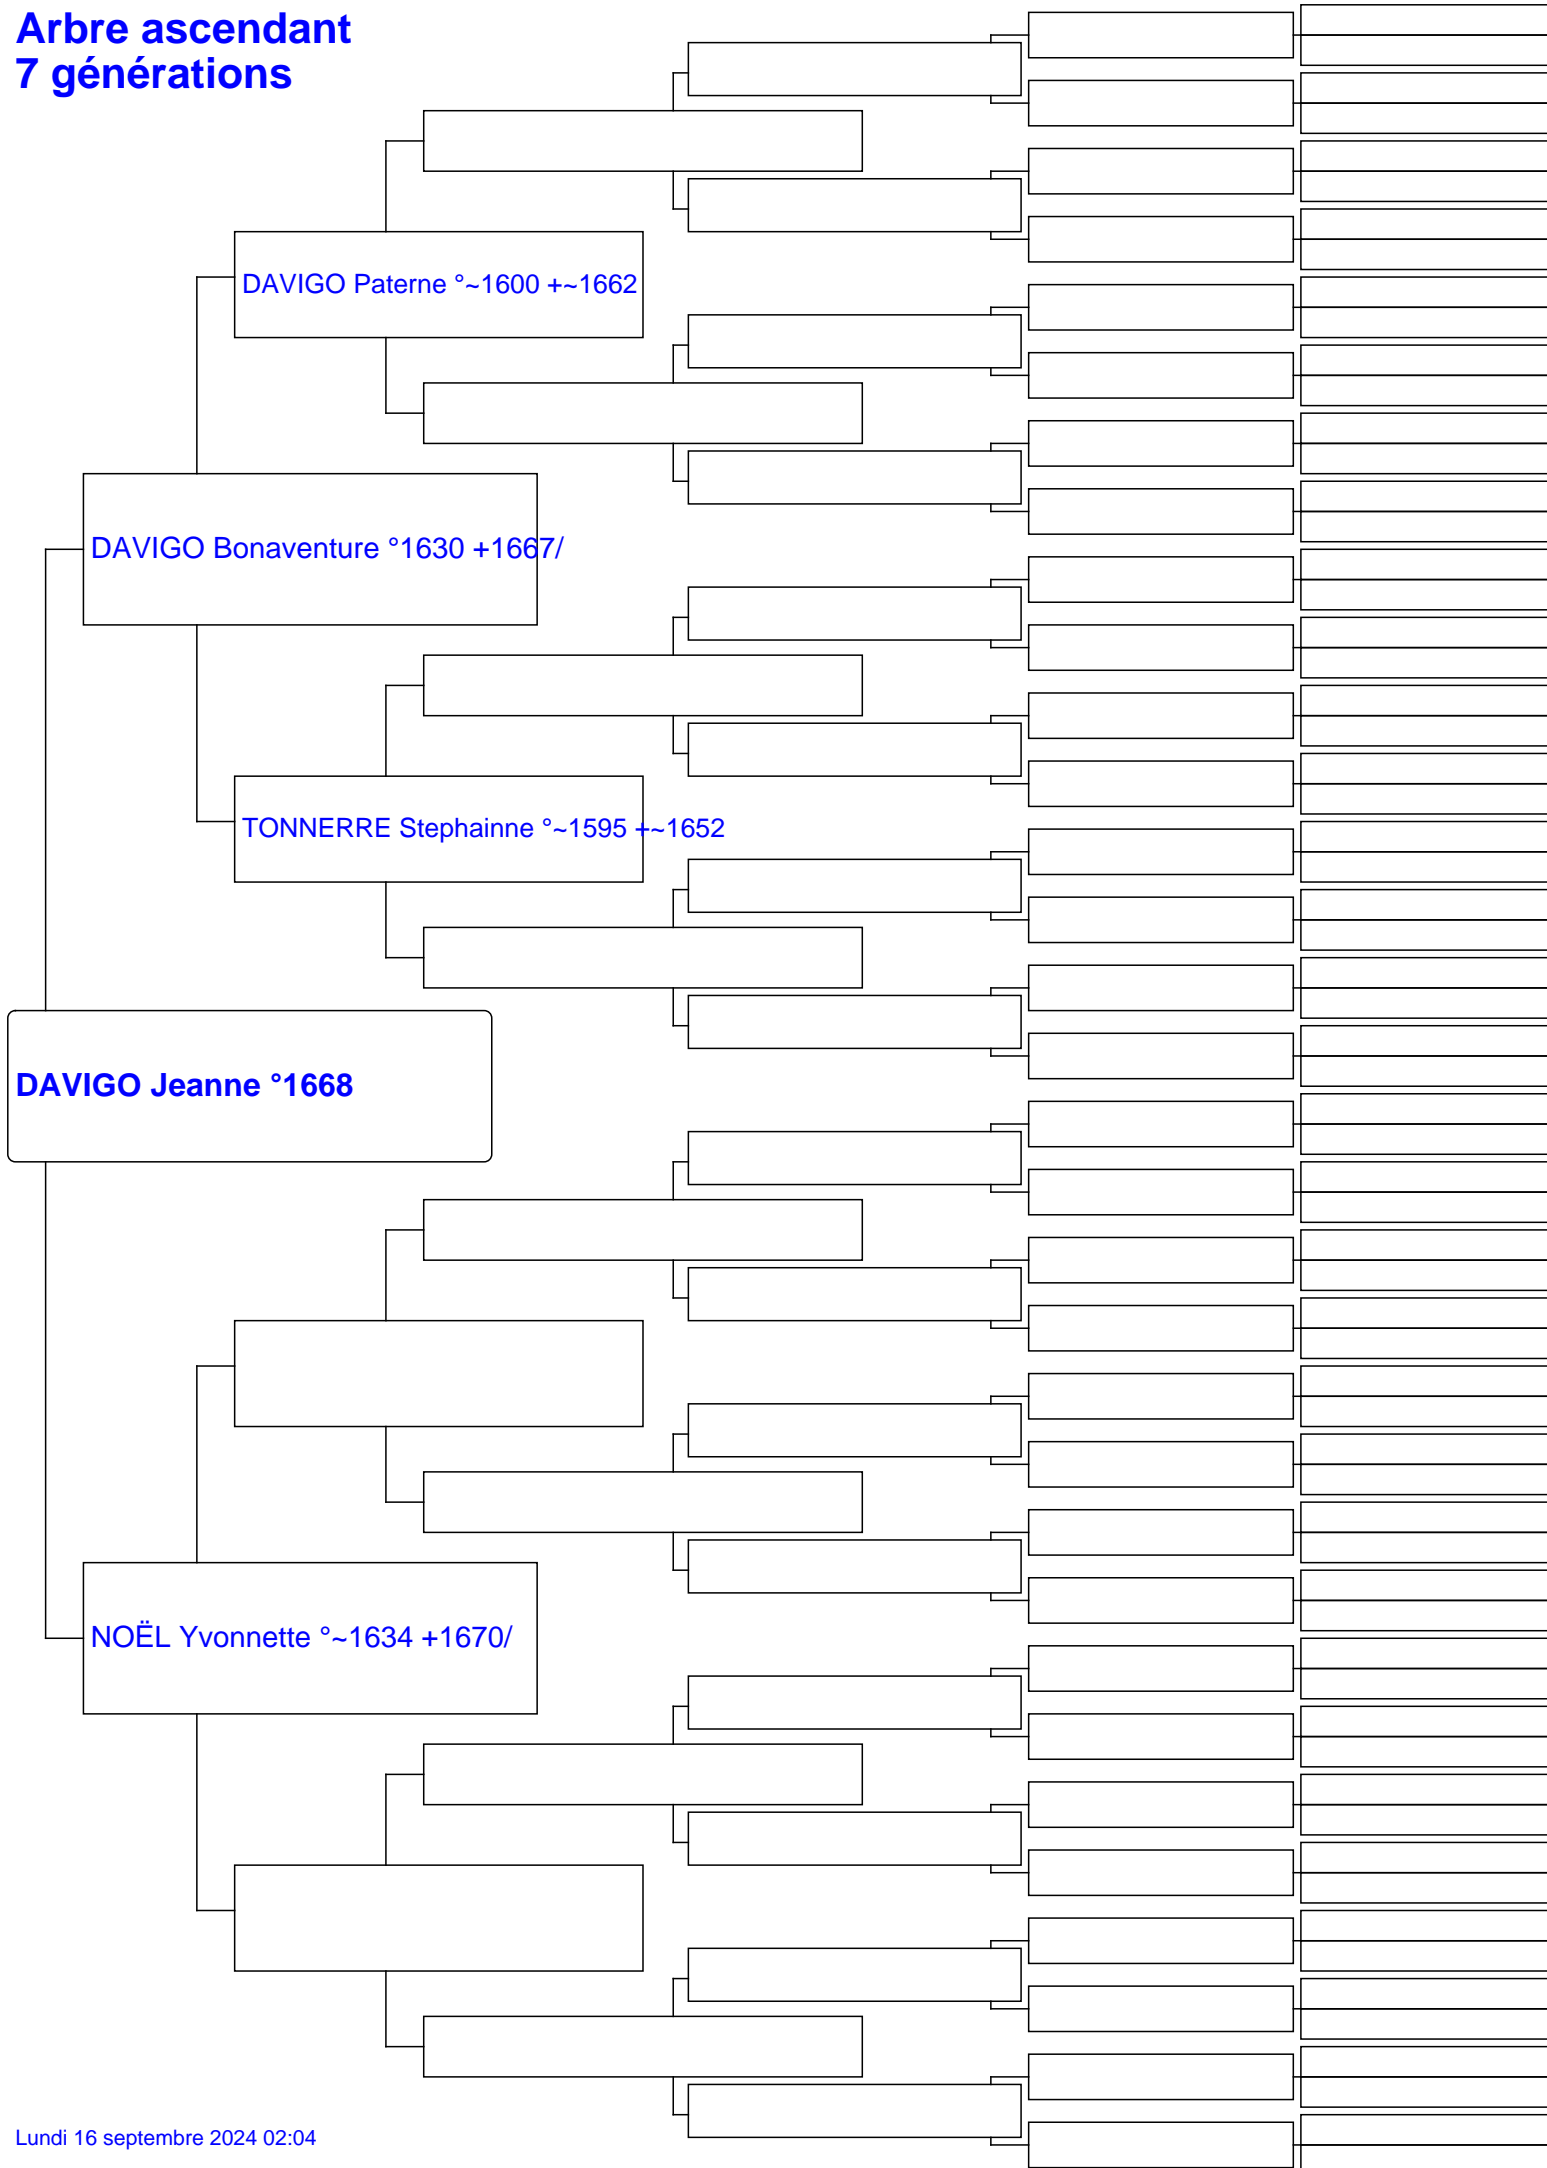 Arbre ascendant
7 générations
DAVIGO Paterne °~1600 +~1662
DAVIGO Bonaventure °1630 +1667/
TONNERRE Stephainne °~1595 +~1652
DAVIGO Jeanne °1668
NOËL Yvonnette °~1634 +1670/
Lundi 16 septembre 2024 02:04